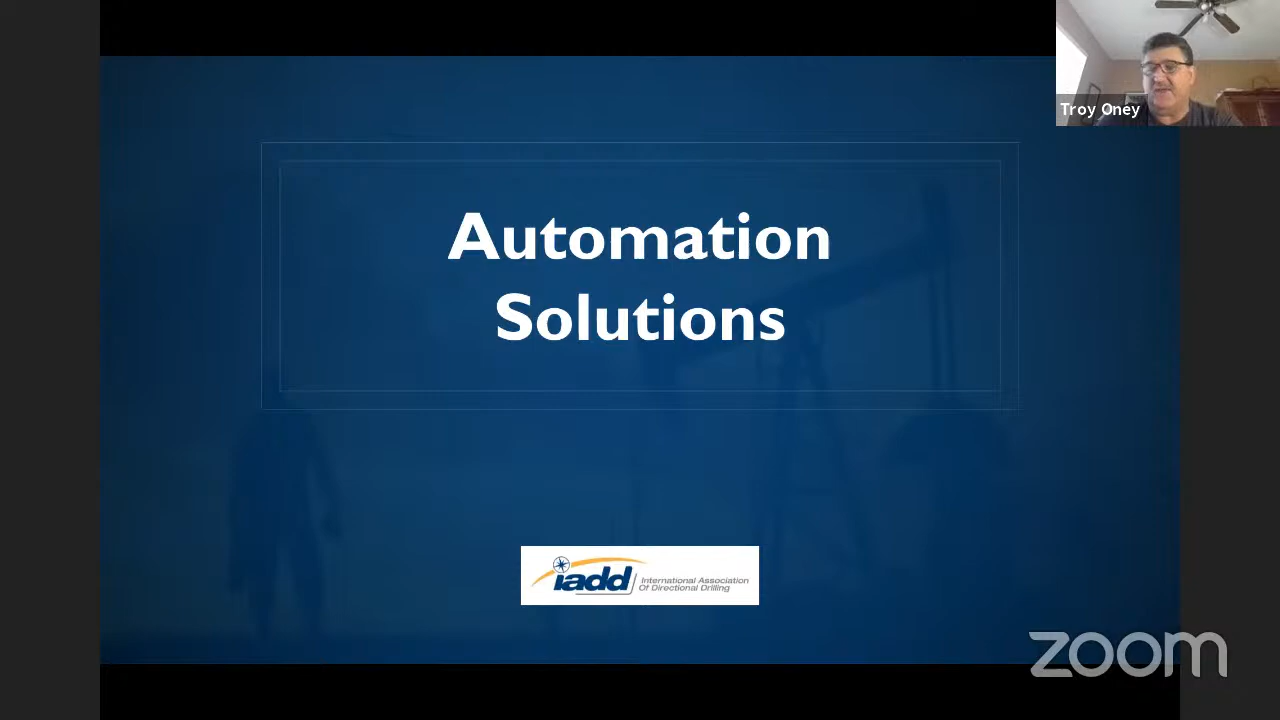 Troy Oney
Automation
Solutions
iadd
International Association
Of Directional Drilling
zoom